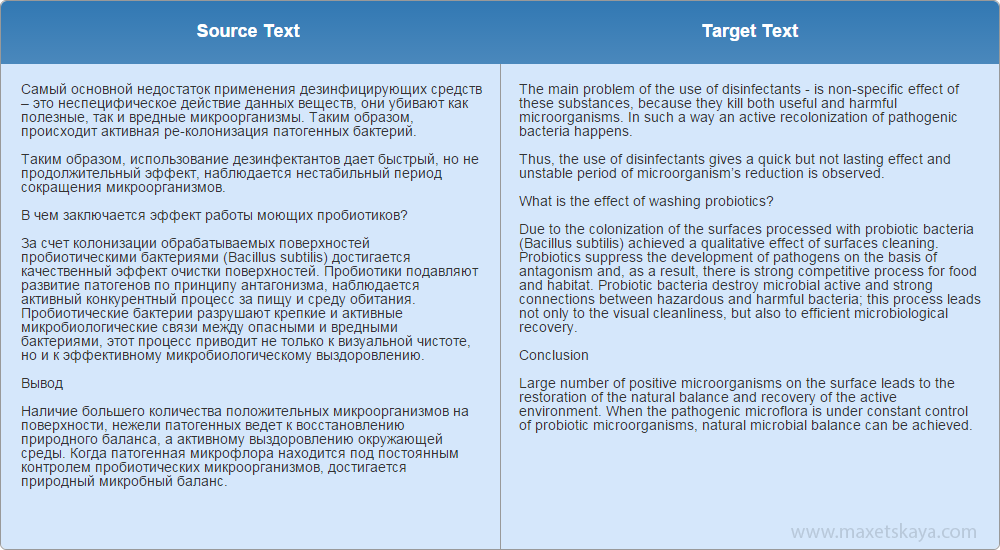 Source Text
Target Text
Самый основной недостаток применения дезинфицирующих средств
– это неспецифическое действие данных веществ, они убивают как
полезные, так и вредные микроорганизмы. Таким образом,
происходит активная ре-колонизация патогенных бактерий.
Таким образом, использование дезинфектантов дает быстрый, но не
продолжительный эффект, наблюдается нестабильный период
сокращения микроорганизмов.
В чем заключается эффект работы моющих пробиотиков?
За счет колонизации обрабатываемых поверхностей
пробиотическими бактериями (Bacillus subtilis) достигается
качественный эффект очистки поверхностей. Пробиотики подавляют
развитие патогенов по принципу антагонизма, наблюдается
активный конкурентный процесс за пищу и среду обитания.
Пробиотические бактерии разрушают крепкие и активные
микробиологические связи между опасными и вредными
бактериями, этот процесс приводит не только к визуальной чистоте,
но и к эффективному микробиологическому выздоровлению.
Вывод
Наличие большего количества положительных микроорганизмов на
поверхности, нежели патогенных ведет к восстановлению
природного баланса, а активному выздоровлению окружающей
среды. Когда патогенная микрофлора находится под постоянным
контролем пробиотических микроорганизмов, достигается
природный микробный баланс.
The main problem of the use of disinfectants - is non-specific effect of
these substances, because they kill both useful and harmful
microorganisms. In such a way an active recolonization of pathogenic
bacteria happens.
Thus, the use of disinfectants gives a quick but not lasting effect and
unstable period of microorganism’s reduction is observed.
What is the effect of washing probiotics?
Due to the colonization of the surfaces processed with probiotic bacteria
(Bacillus subtilis) achieved a qualitative effect of surfaces cleaning.
Probiotics suppress the development of pathogens on the basis of
antagonism and, as a result, there is strong competitive process for food
and habitat. Probiotic bacteria destroy microbial active and strong
connections between hazardous and harmful bacteria; this process leads
not only to the visual cleanliness, but also to efficient microbiological
recovery.
Conclusion
Large number of positive microorganisms on the surface leads to the
restoration of the natural balance and recovery of the active
environment. When the pathogenic microflora is under constant control
of probiotic microorganisms, natural microbial balance can be achieved.
www.maxetskaya.com